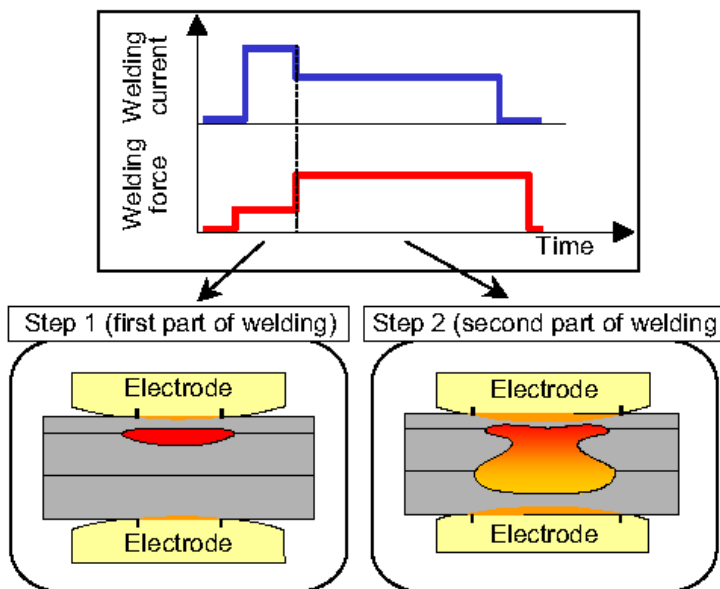 Welding
current
Welding
force
Time
Step 1 (first part of welding)
Step 2 (second part of welding
Electrode
Electrode
Electrode
Electrode